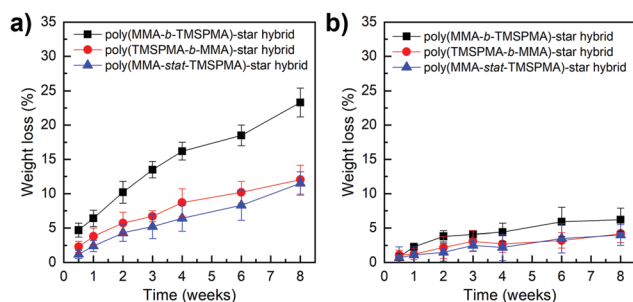 a)
poly(MMA-b-TMSPMA)-star hybrid
poly(TMSPMA-b-MMA)-star hybrid
poly(MMA-stat-TMSPMA)-star hybrid
Weight loss (%)
35
30
25
20
15
10
5
0
0 1 2 3 4 5 6 7 8
Time (weeks)
b)
poly(MMA-b-TMSPMA)-star hybrid
poly(TMSPMA-b-MMA)-star hybrid
poly(MMA-stat-TMSPMA)-star hybrid
Weight loss (%)
35
30
25
20
15
10
5
0
0 1 2 3 4 5 6 7 8
Time (weeks)